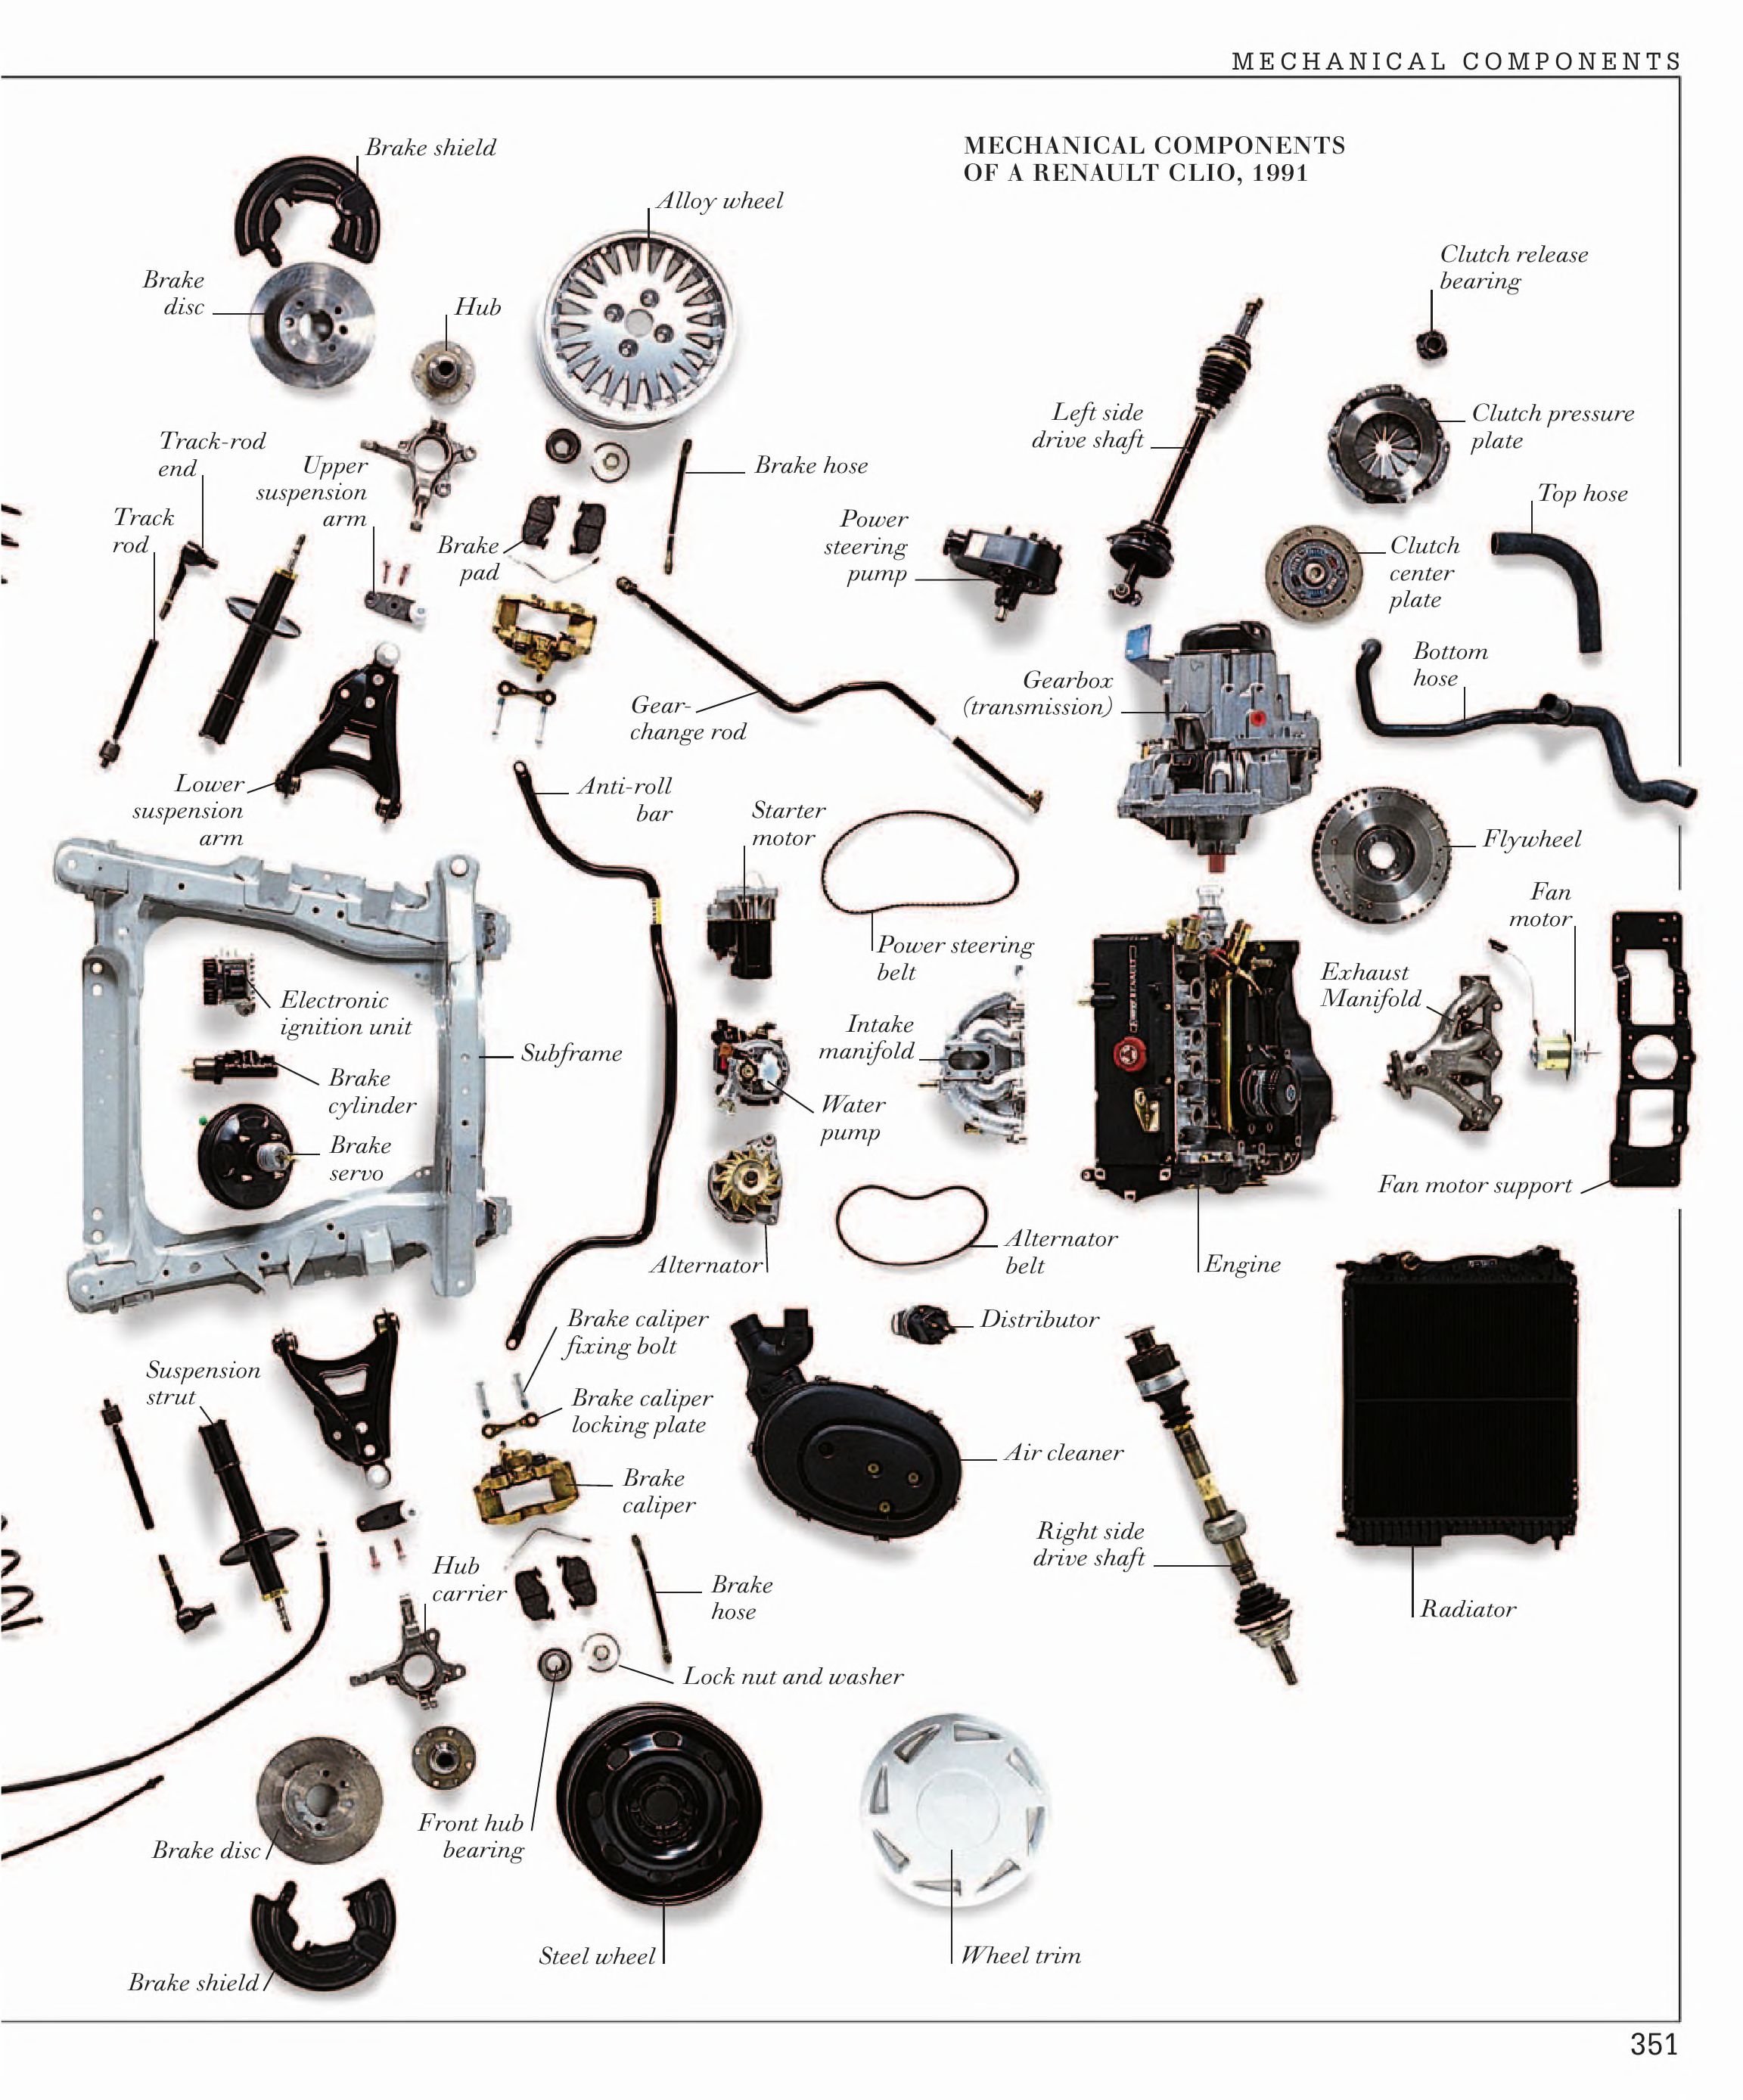 MECHANICAL COMPONENTS
MECHANICAL COMPONENTS
OF A RENAULT CLIO, 1991
Brake shield
Alloy wheel
Brake
disc
Hub
Clutch release
bearing
Left side
drive shaft
Clutch pressure
plate
Track-rod
end
Upper
suspension
arm
Brake hose
Top hose
Track
rod
Brake
pad
Power
steering
pump
Clutch
center
plate
Gear-
change rod
Gearbox
(transmission)
Bottom
hose
Lower
suspension
arm
Anti-roll
bar
Starter
motor
Flywheel
Fan
motor
Power steering
belt
Electronic
ignition unit
Subframe
Intake
manifold
Exhaust
Manifold
Brake
cylinder
Water
pump
Brake
servo
Fan motor support
Alternator
Alternator
belt
Engine
Brake caliper
fixing bolt
Distributor
Suspension
strut
Brake caliper
locking plate
Air cleaner
Brake
caliper
Right side
drive shaft
Hub
carrier
Brake
hose
Radiator
Lock nut and washer
Front hub
bearing
Brake disc
Steel wheel
Wheel trim
Brake shield
351